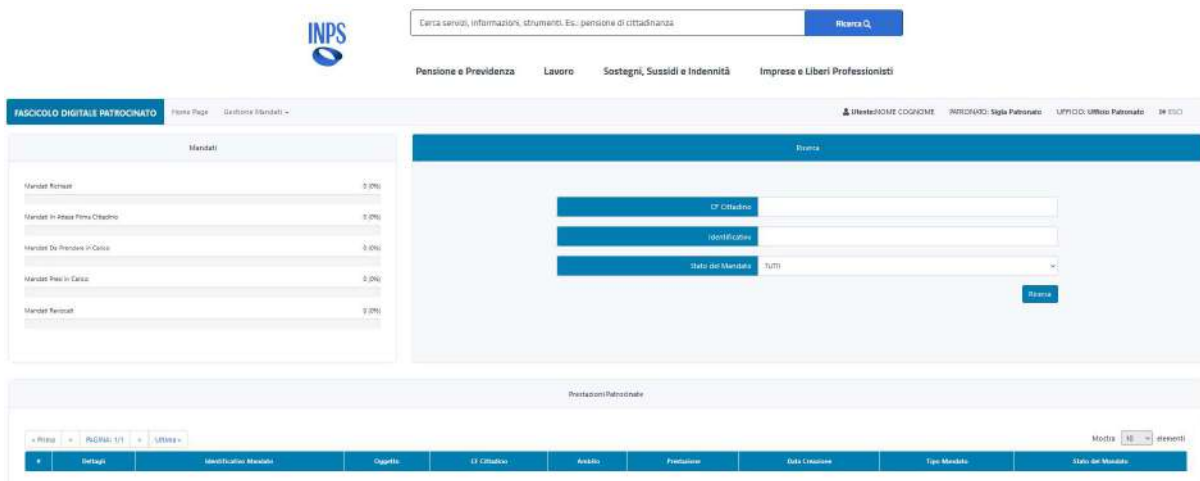 INPS
Cerca servizi, informazioni, strumenti. Es.: pensione di cittadinanza
Ricerca
Pensione e Previdenza Lavoro Sostegni, Sussidi e Indennità Imprese e Liberi Professionisti
FASCICOLO DIGITALE PATROCINATO Home Page Gestione Mandati
Utente:NOME COGNOME PATRONATO: Sigla Patronato UFFICIO: Ufficio Patronato ESCI
Mandati
Mandati Richiesti 0 (0%)
Mandati In Attesa Firma Cittadino 0 (0%)
Mandati Da Prendere in Carico 0 (0%)
Mandati Presi in Carico 0 (0%)
Mandati Revocati 0 (0%)
Ricerca
CF Cittadino
Identificativo
Stato del Mandato TUTTI
Ricerca
Prestazioni Patrocinate
« Primo « PAGINA: 1/1 » Ultimo »
Mostra 10 elementi
# Dettagli Identificativo Mandato Oggetto CF Cittadino Ambito Prestazione Data Creazione Tipo Mandato Stato del Mandato